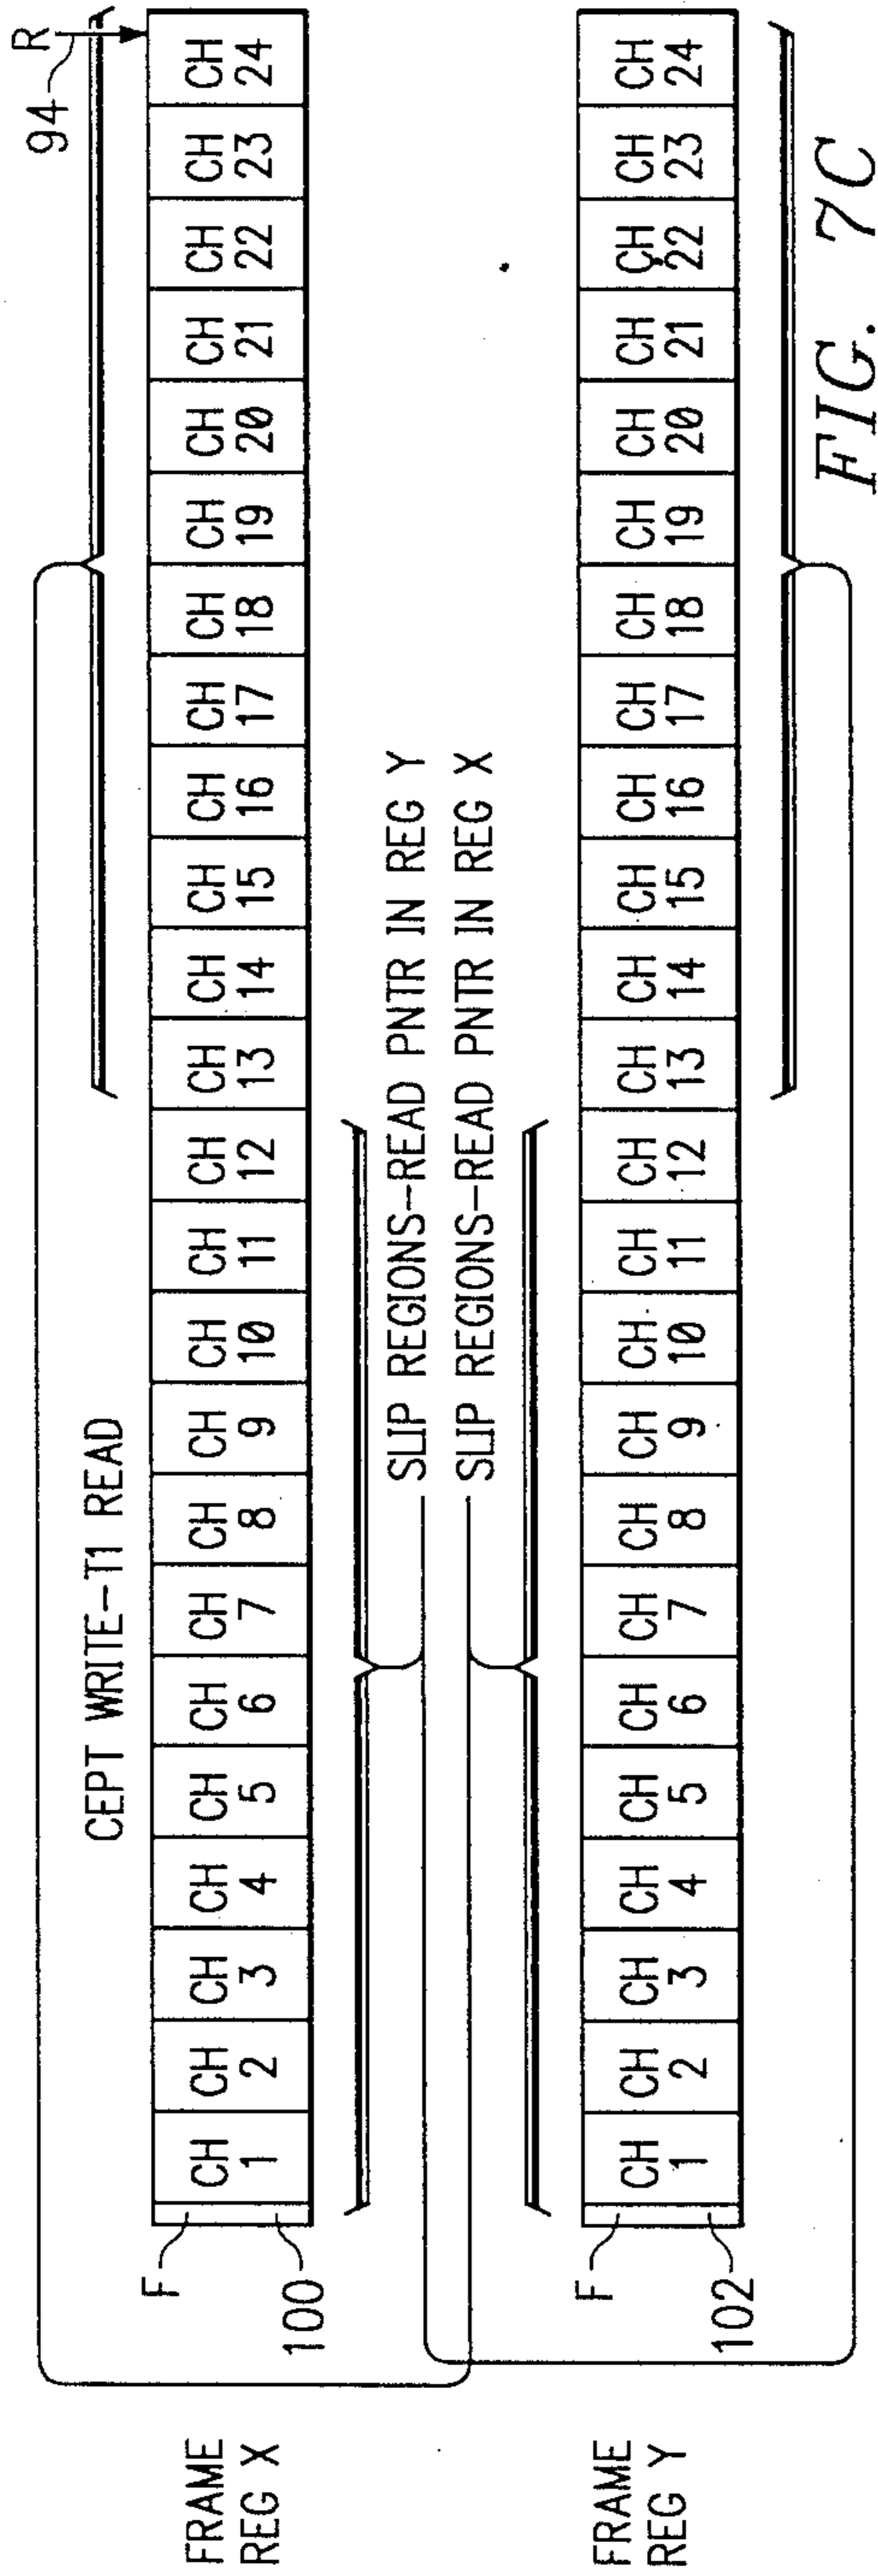 CEPT WRITE-T1 READ
94
R
FRAME
REG X
F
100
CH 1
CH 2
CH 3
CH 4
CH 5
CH 6
CH 7
CH 8
CH 9
CH 10
CH 11
CH 12
CH 13
CH 14
CH 15
CH 16
CH 17
CH 18
CH 19
CH 20
CH 21
CH 22
CH 23
CH 24
SLIP REGIONS-READ PNTR IN REG Y
SLIP REGIONS-READ PNTR IN REG X
FRAME
REG Y
F
102
CH 1
CH 2
CH 3
CH 4
CH 5
CH 6
CH 7
CH 8
CH 9
CH 10
CH 11
CH 12
CH 13
CH 14
CH 15
CH 16
CH 17
CH 18
CH 19
CH 20
CH 21
CH 22
CH 23
CH 24
FIG. 7C